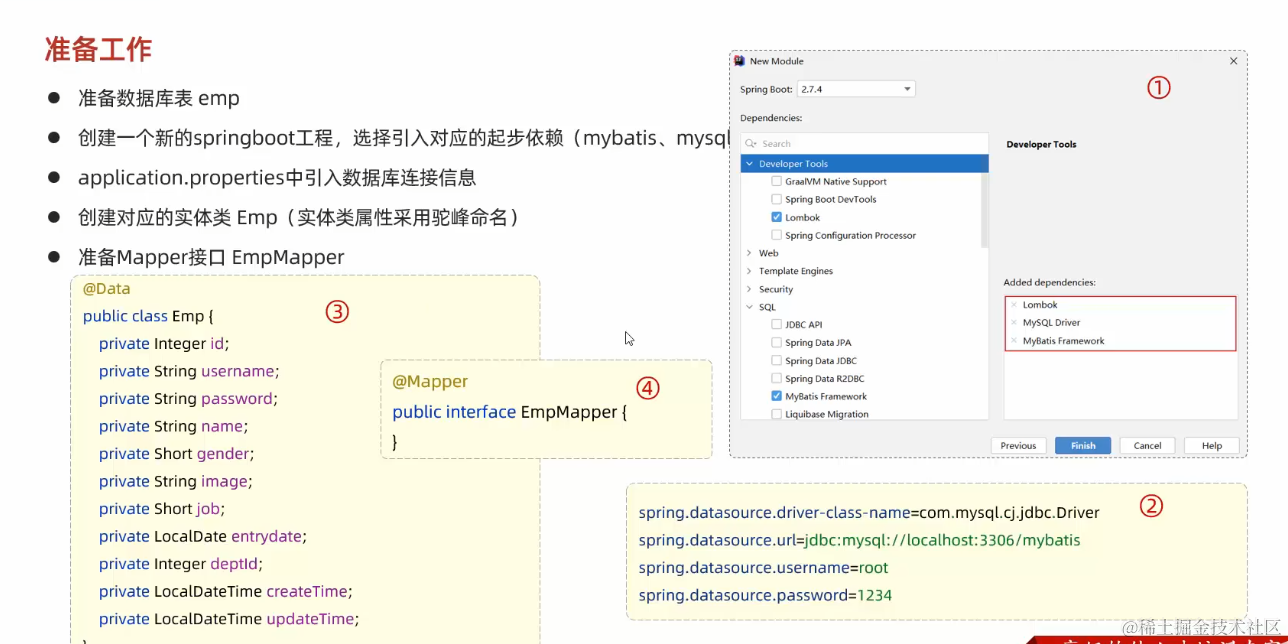 准备工作
● 准备数据库表 emp
● 创建一个新的springboot工程，选择引入对应的起步依赖（mybatis、mysql
● application.properties中引入数据库连接信息
● 创建对应的实体类 Emp（实体类属性采用驼峰命名）
● 准备Mapper接口 EmpMapper
New Module
①
Spring Boot: 2.7.4
Dependencies:
Search
Developer Tools
GraalVM Native Support
Spring Boot DevTools
Lombok
Spring Configuration Processor
Web
Template Engines
Security
SQL
JDBC API
Spring Data JPA
Spring Data JDBC
Spring Data R2DBC
MyBatis Framework
Liquibase Migration
Developer Tools
Added dependencies:
× Lombok
× MySQL Driver
× MyBatis Framework
Previous Finish Cancel Help
②
spring.datasource.driver-class-name=com.mysql.cj.jdbc.Driver
spring.datasource.url=jdbc:mysql://localhost:3306/mybatis
spring.datasource.username=root
spring.datasource.password=1234
③
@Data
public class Emp {
private Integer id;
private String username;
private String password;
private String name;
private Short gender;
private String image;
private Short job;
private LocalDate entrydate;
private Integer deptId;
private LocalDateTime createTime;
private LocalDateTime updateTime;
④
@Mapper
public interface EmpMapper {
}
@稀土掘金技术社区